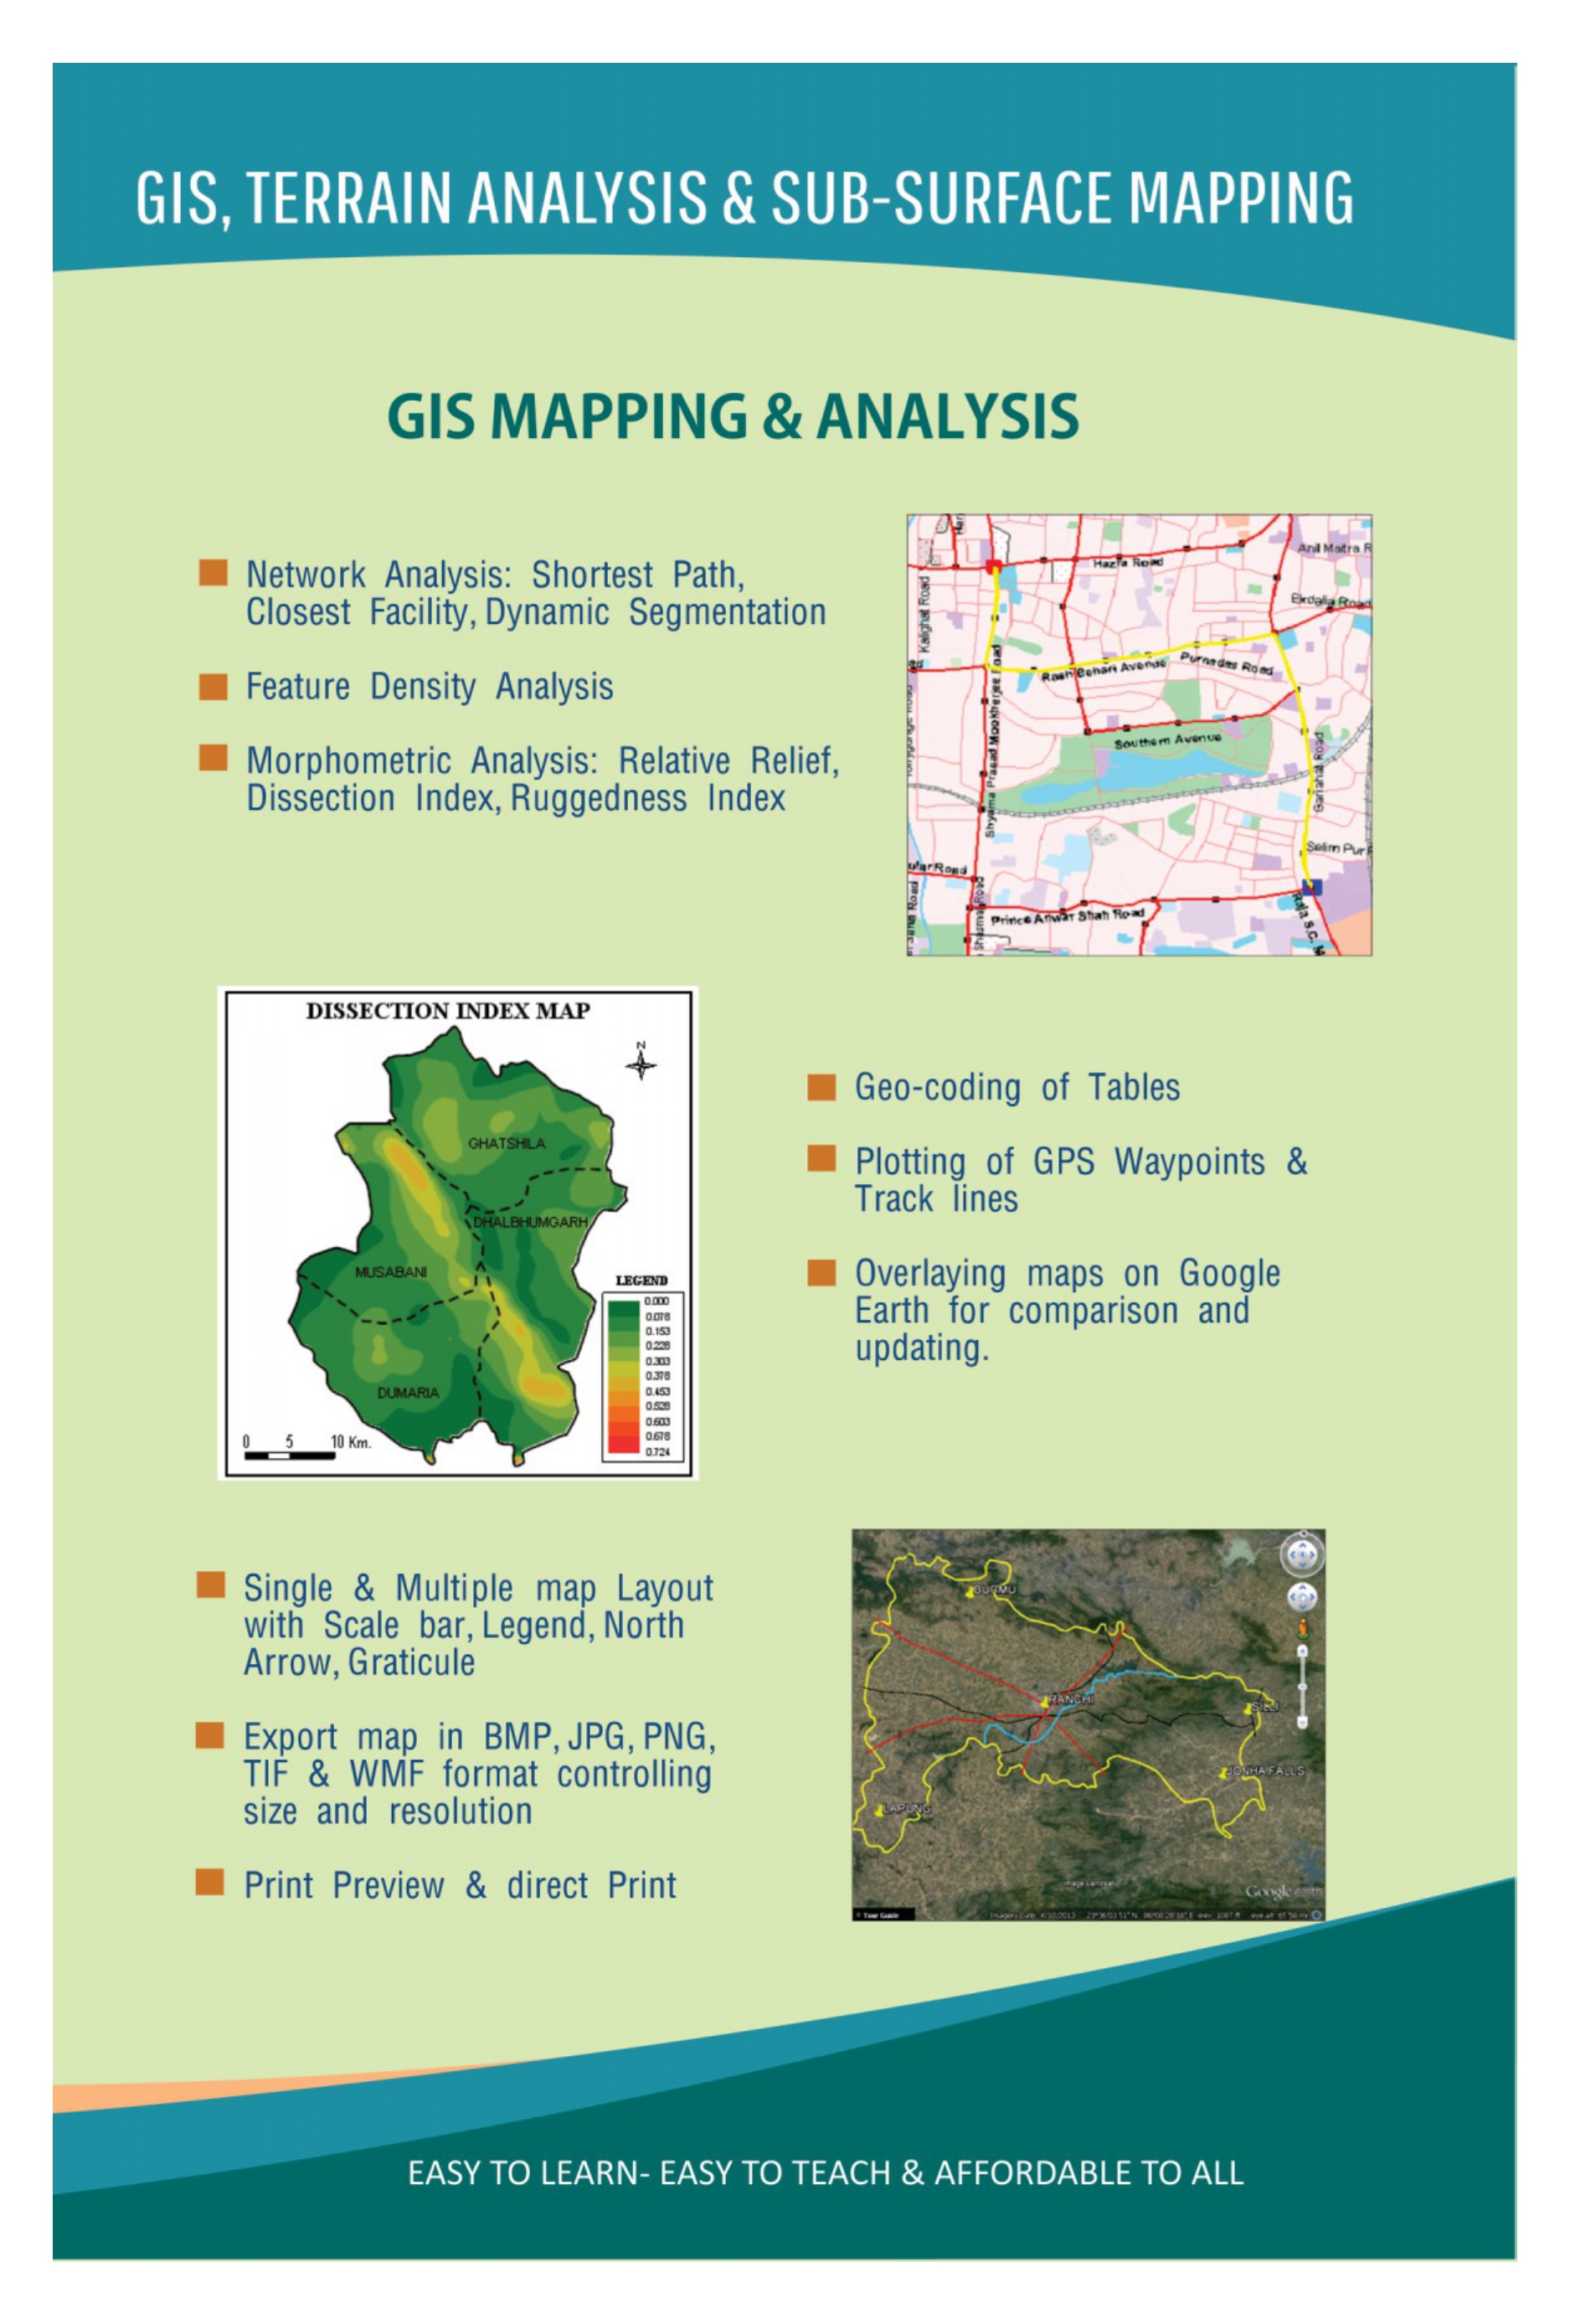 GIS, TERRAIN ANALYSIS & SUB-SURFACE MAPPING
GIS MAPPING & ANALYSIS
Network Analysis: Shortest Path,
Closest Facility, Dynamic Segmentation
Feature Density Analysis
Morphometric Analysis: Relative Relief,
Dissection Index, Ruggedness Index
Anil Maitra R
Hazra Road
Ekdalia Road
Kalighat Road
Rash Behari Avenue
Purnadas Road
Shyama Prasad Mookherjee Road
Southern Avenue
Selim Pur
ular Road
Prince Anwar Shah Road
Raja S.C. M
DISSECTION INDEX MAP
N
GHATSHILA
DHALBHUMGARH
MUSABANI
DUMARIA
LEGEND
0.000
0.078
0.153
0.228
0.303
0.378
0.453
0.528
0.603
0.678
0.724
0 5 10 Km.
Geo-coding of Tables
Plotting of GPS Waypoints &
Track lines
Overlaying maps on Google
Earth for comparison and
updating.
Single & Multiple map Layout
with Scale bar, Legend, North
Arrow, Graticule
Export map in BMP, JPG, PNG,
TIF & WMF format controlling
size and resolution
Print Preview & direct Print
BURMU
RANCHI
SILLI
JONHA FALLS
LAPUNG
Google earth
Tour Guide
EASY TO LEARN- EASY TO TEACH & AFFORDABLE TO ALL